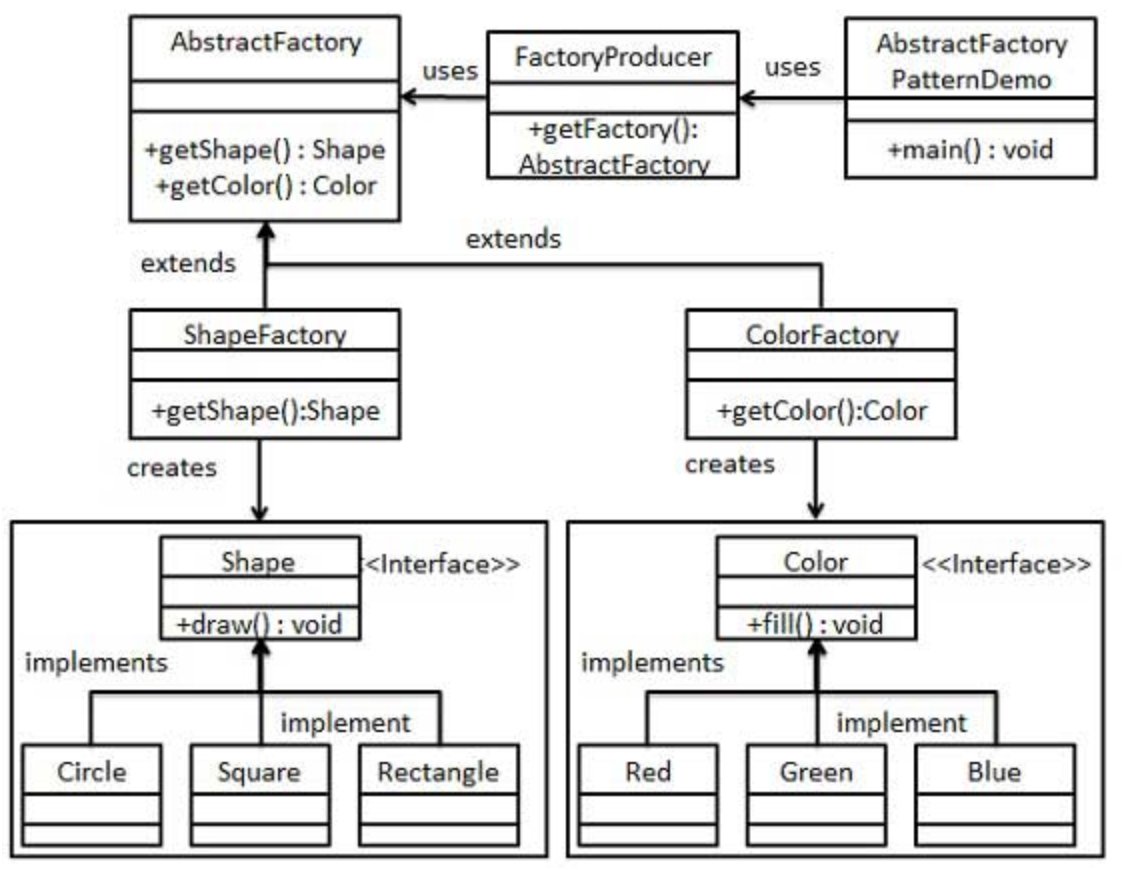 AbstractFactory
+getShape() : Shape
+getColor() : Color
uses
FactoryProducer
+getFactory():
AbstractFactory
uses
AbstractFactory
PatternDemo
+main() : void
extends
extends
ShapeFactory
+getShape():Shape
ColorFactory
+getColor():Color
creates
creates
Shape
<<Interface>>
+draw() : void
implements
implement
Circle
Square
Rectangle
Color
<<Interface>>
+fill() : void
implements
implement
Red
Green
Blue